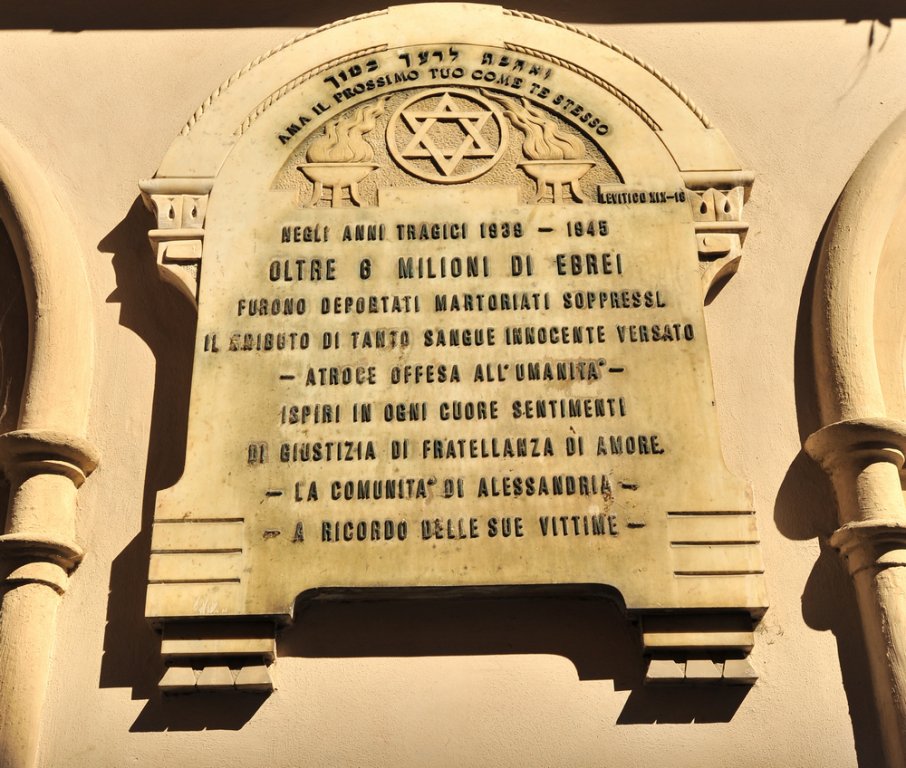 ואהבת לרעך כמוך
AMA IL PROSSIMO TUO COME TE STESSO
LEVITICO XIX-18
NEGLI ANNI TRAGICI 1939 - 1945
OLTRE 6 MILIONI DI EBREI
FURONO DEPORTATI MARTORIATI SOPPRESSI.
IL TRIBUTO DI TANTO SANGUE INNOCENTE VERSATO
- ATROCE OFFESA ALL'UMANITA' -
ISPIRI IN OGNI CUORE SENTIMENTI
DI GIUSTIZIA DI FRATELLANZA DI AMORE.
- LA COMUNITA' DI ALESSANDRIA -
- A RICORDO DELLE SUE VITTIME -